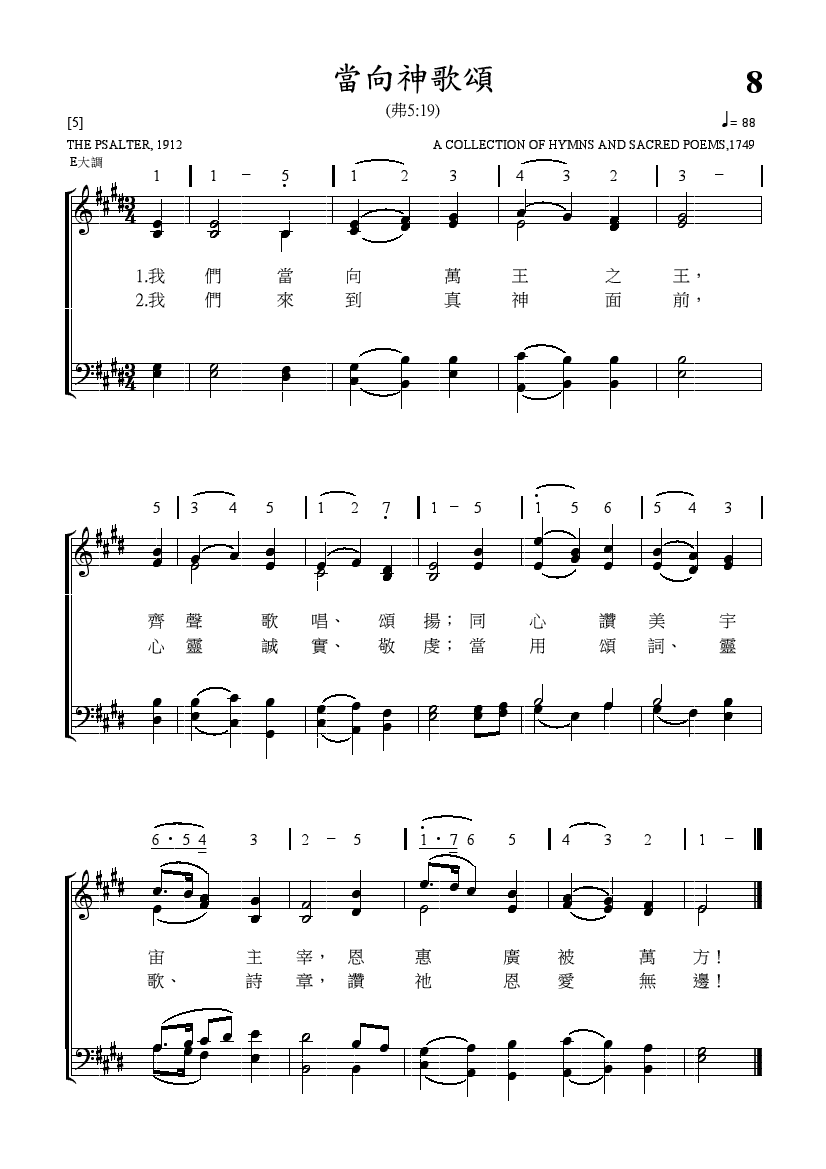 當向神歌頌
8
(弗5:19)
[5]
♩= 88
THE PSALTER, 1912
A COLLECTION OF HYMNS AND SACRED POEMS,1749
E大調
1 | 1 - 5̣ | 1 2 3 | 4 3 2 | 3 - |
1.我們當向萬王之王，
2.我們來到真神面前，
5 | 3 4 5 | 1 2 7̣ | 1 - 5 | 1̇ 5 6 | 5 4 3 |
齊聲歌唱、頌揚；同心讚美宇
心靈誠實、敬虔；當用頌詞、靈
6·5 4 3 | 2 - 5 | 1̇·7 6 5 | 4 3 2 | 1 - ‖
宙主宰，恩惠廣被萬方！
歌、詩章，讚祂恩愛無邊！